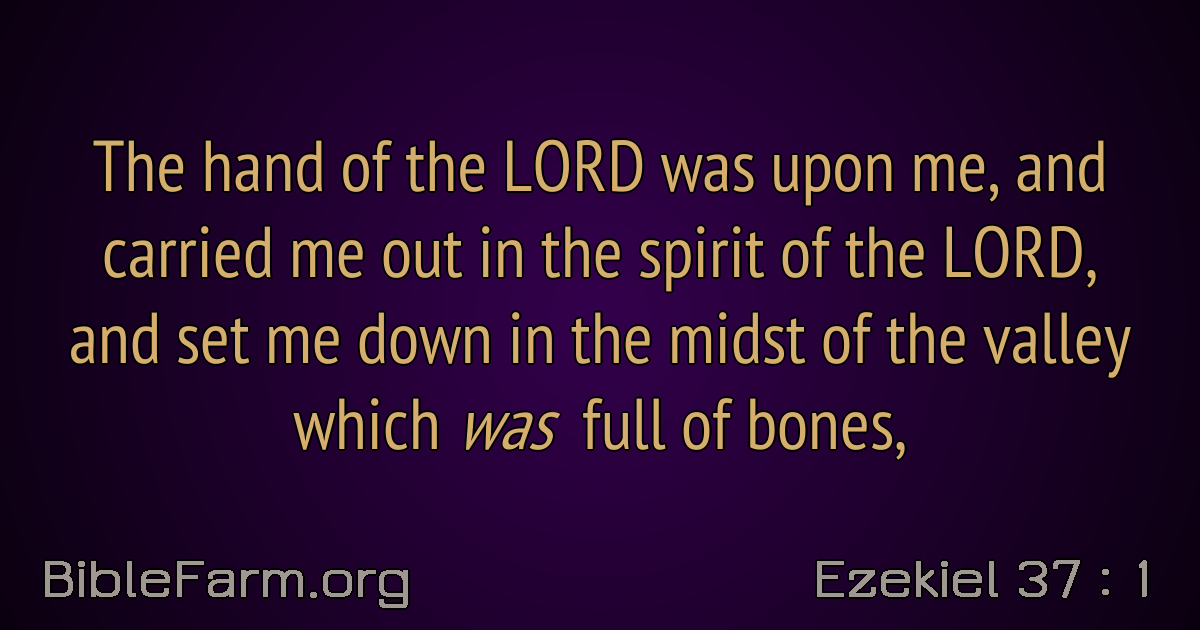 The hand of the LORD was upon me, and
carried me out in the spirit of the LORD,
and set me down in the midst of the valley
which was full of bones,
BibleFarm.org
Ezekiel 37 : 1